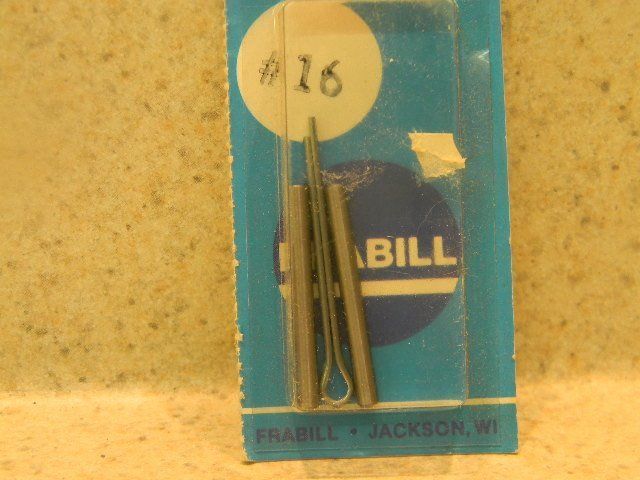 #16
ABILL
FRABILL • JACKSON, WI